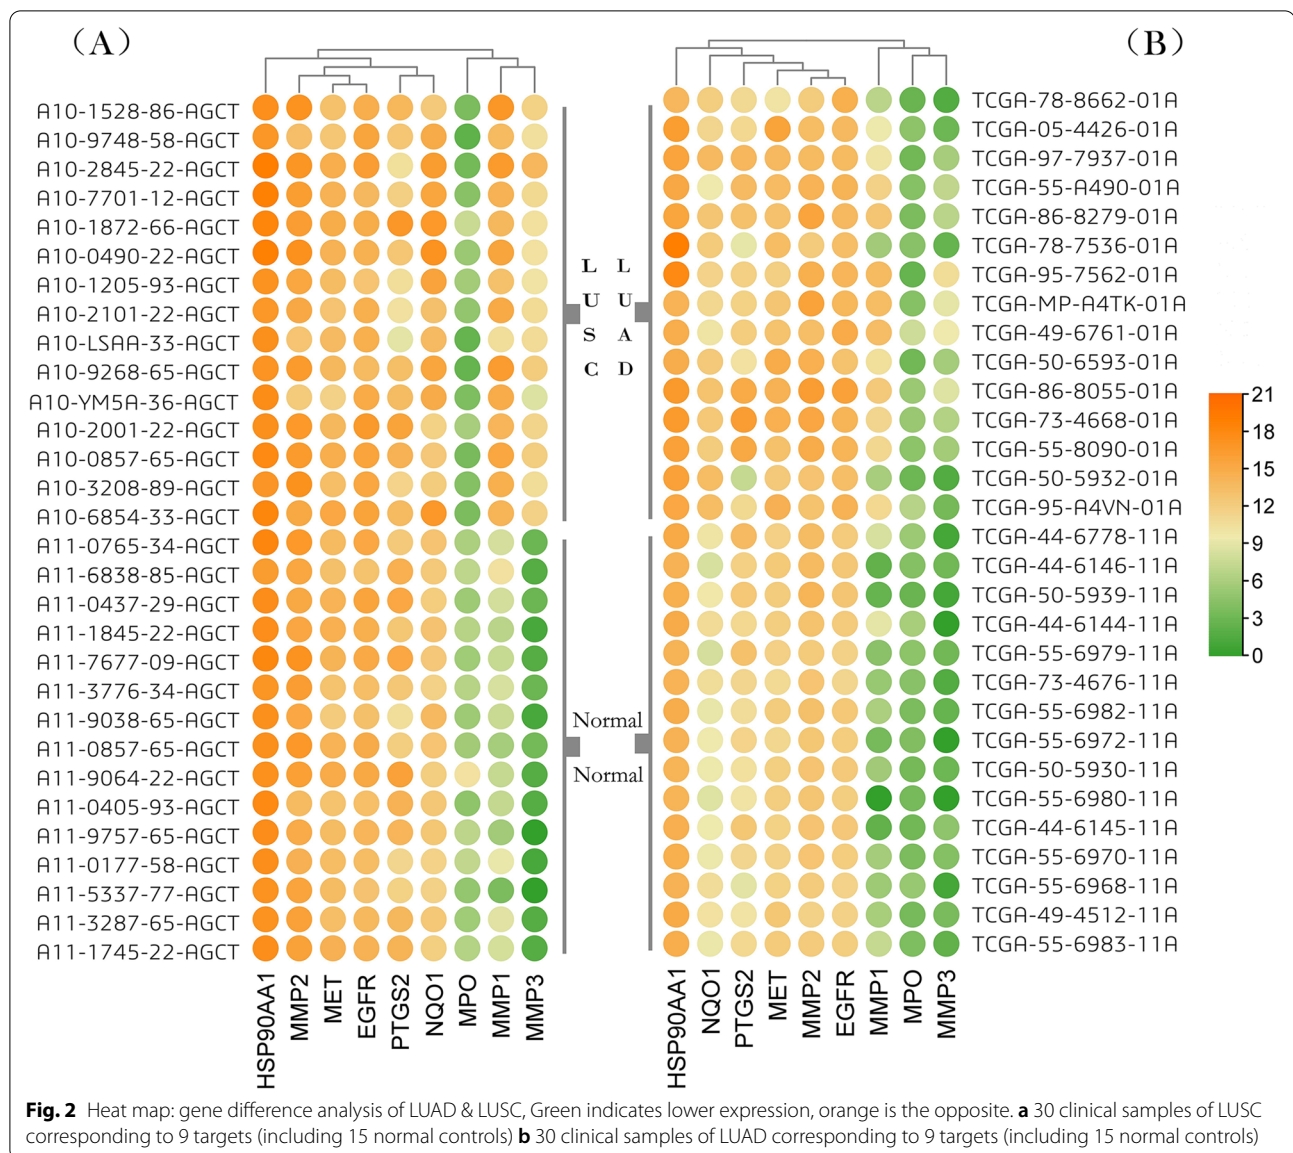 (A)
(B)
A10-1528-86-AGCT
A10-9748-58-AGCT
A10-2845-22-AGCT
A10-7701-12-AGCT
A10-1872-66-AGCT
A10-0490-22-AGCT
A10-1205-93-AGCT
A10-2101-22-AGCT
A10-LSAA-33-AGCT
A10-9268-65-AGCT
A10-YM5A-36-AGCT
A10-2001-22-AGCT
A10-0857-65-AGCT
A10-3208-89-AGCT
A10-6854-33-AGCT
A11-0765-34-AGCT
A11-6838-85-AGCT
A11-0437-29-AGCT
A11-1845-22-AGCT
A11-7677-09-AGCT
A11-3776-34-AGCT
A11-9038-65-AGCT
A11-0857-65-AGCT
A11-9064-22-AGCT
A11-0405-93-AGCT
A11-9757-65-AGCT
A11-0177-58-AGCT
A11-5337-77-AGCT
A11-3287-65-AGCT
A11-1745-22-AGCT
HSP90AA1
MMP2
MET
EGFR
PTGS2
NQO1
MPO
MMP1
MMP3
LUSC
LUAD
Normal
Normal
TCGA-78-8662-01A
TCGA-05-4426-01A
TCGA-97-7937-01A
TCGA-55-A490-01A
TCGA-86-8279-01A
TCGA-78-7536-01A
TCGA-95-7562-01A
TCGA-MP-A4TK-01A
TCGA-49-6761-01A
TCGA-50-6593-01A
TCGA-86-8055-01A
TCGA-73-4668-01A
TCGA-55-8090-01A
TCGA-50-5932-01A
TCGA-95-A4VN-01A
TCGA-44-6778-11A
TCGA-44-6146-11A
TCGA-50-5939-11A
TCGA-44-6144-11A
TCGA-55-6979-11A
TCGA-73-4676-11A
TCGA-55-6982-11A
TCGA-55-6972-11A
TCGA-50-5930-11A
TCGA-55-6980-11A
TCGA-44-6145-11A
TCGA-55-6970-11A
TCGA-55-6968-11A
TCGA-49-4512-11A
TCGA-55-6983-11A
HSP90AA1
NQO1
PTGS2
MET
MMP2
EGFR
MMP1
MPO
MMP3
21
18
15
12
9
6
3
0
Fig. 2 Heat map: gene difference analysis of LUAD & LUSC, Green indicates lower expression, orange is the opposite. a 30 clinical samples of LUSC
corresponding to 9 targets (including 15 normal controls) b 30 clinical samples of LUAD corresponding to 9 targets (including 15 normal controls)